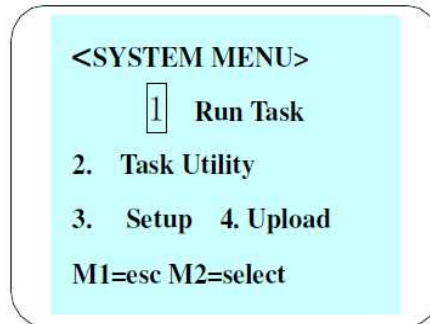 <SYSTEM MENU>
1 Run Task
2. Task Utility
3. Setup 4. Upload
M1=esc M2=select